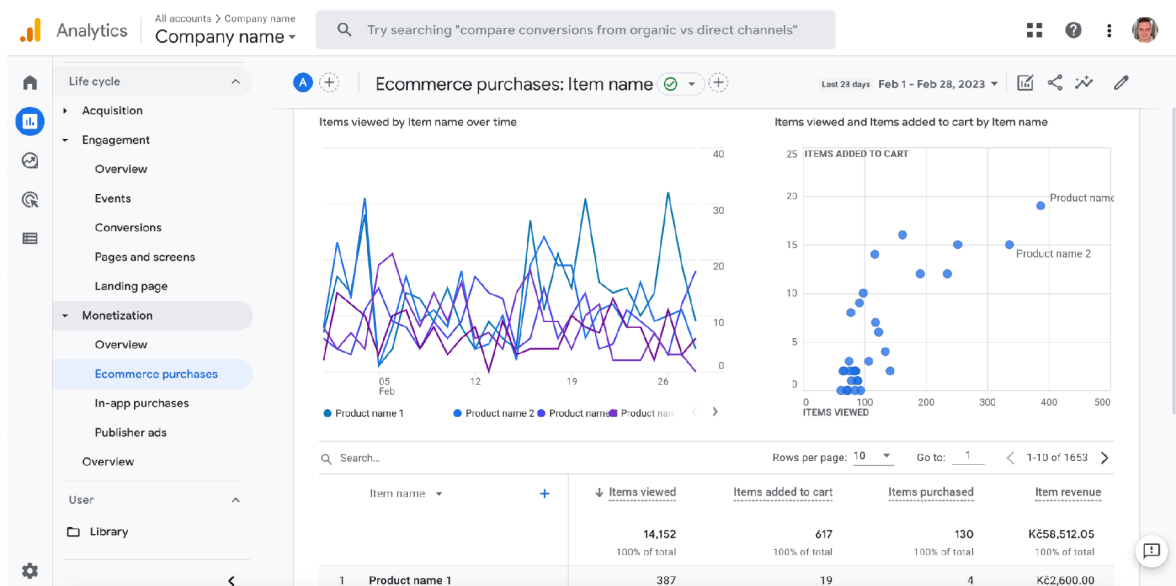 Analytics
All accounts > Company name
Company name
Try searching "compare conversions from organic vs direct channels"
Life cycle
Acquisition
Engagement
Overview
Events
Conversions
Pages and screens
Landing page
Monetization
Overview
Ecommerce purchases
In-app purchases
Publisher ads
Overview
User
Library
A
Ecommerce purchases: Item name
Last 28 days Feb 1 - Feb 28, 2023
Items viewed by Item name over time
40
30
20
10
0
05
Feb
12
19
26
Product name 1
Product name 2
Product name
Product nam
Items viewed and Items added to cart by Item name
ITEMS ADDED TO CART
25
20
15
10
5
0
Product name
Product name 2
0
100
200
300
400
500
ITEMS VIEWED
Search...
Rows per page: 10
Go to: 1
1-10 of 1653
Item name
Items viewed
Items added to cart
Items purchased
Item revenue
14,152
617
130
Kč58,512.05
100% of total
100% of total
100% of total
100% of total
1 Product name 1
387
19
4
Kč2,600.00